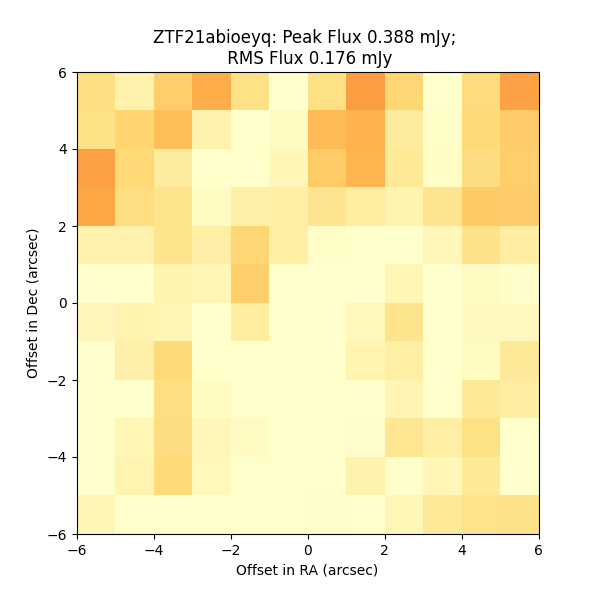 ZTF21abioeyq: Peak Flux 0.388 mJy;
RMS Flux 0.176 mJy
6
4
2
0
−2
−4
−6
Offset in Dec (arcsec)
−6 −4 −2 0 2 4 6
Offset in RA (arcsec)